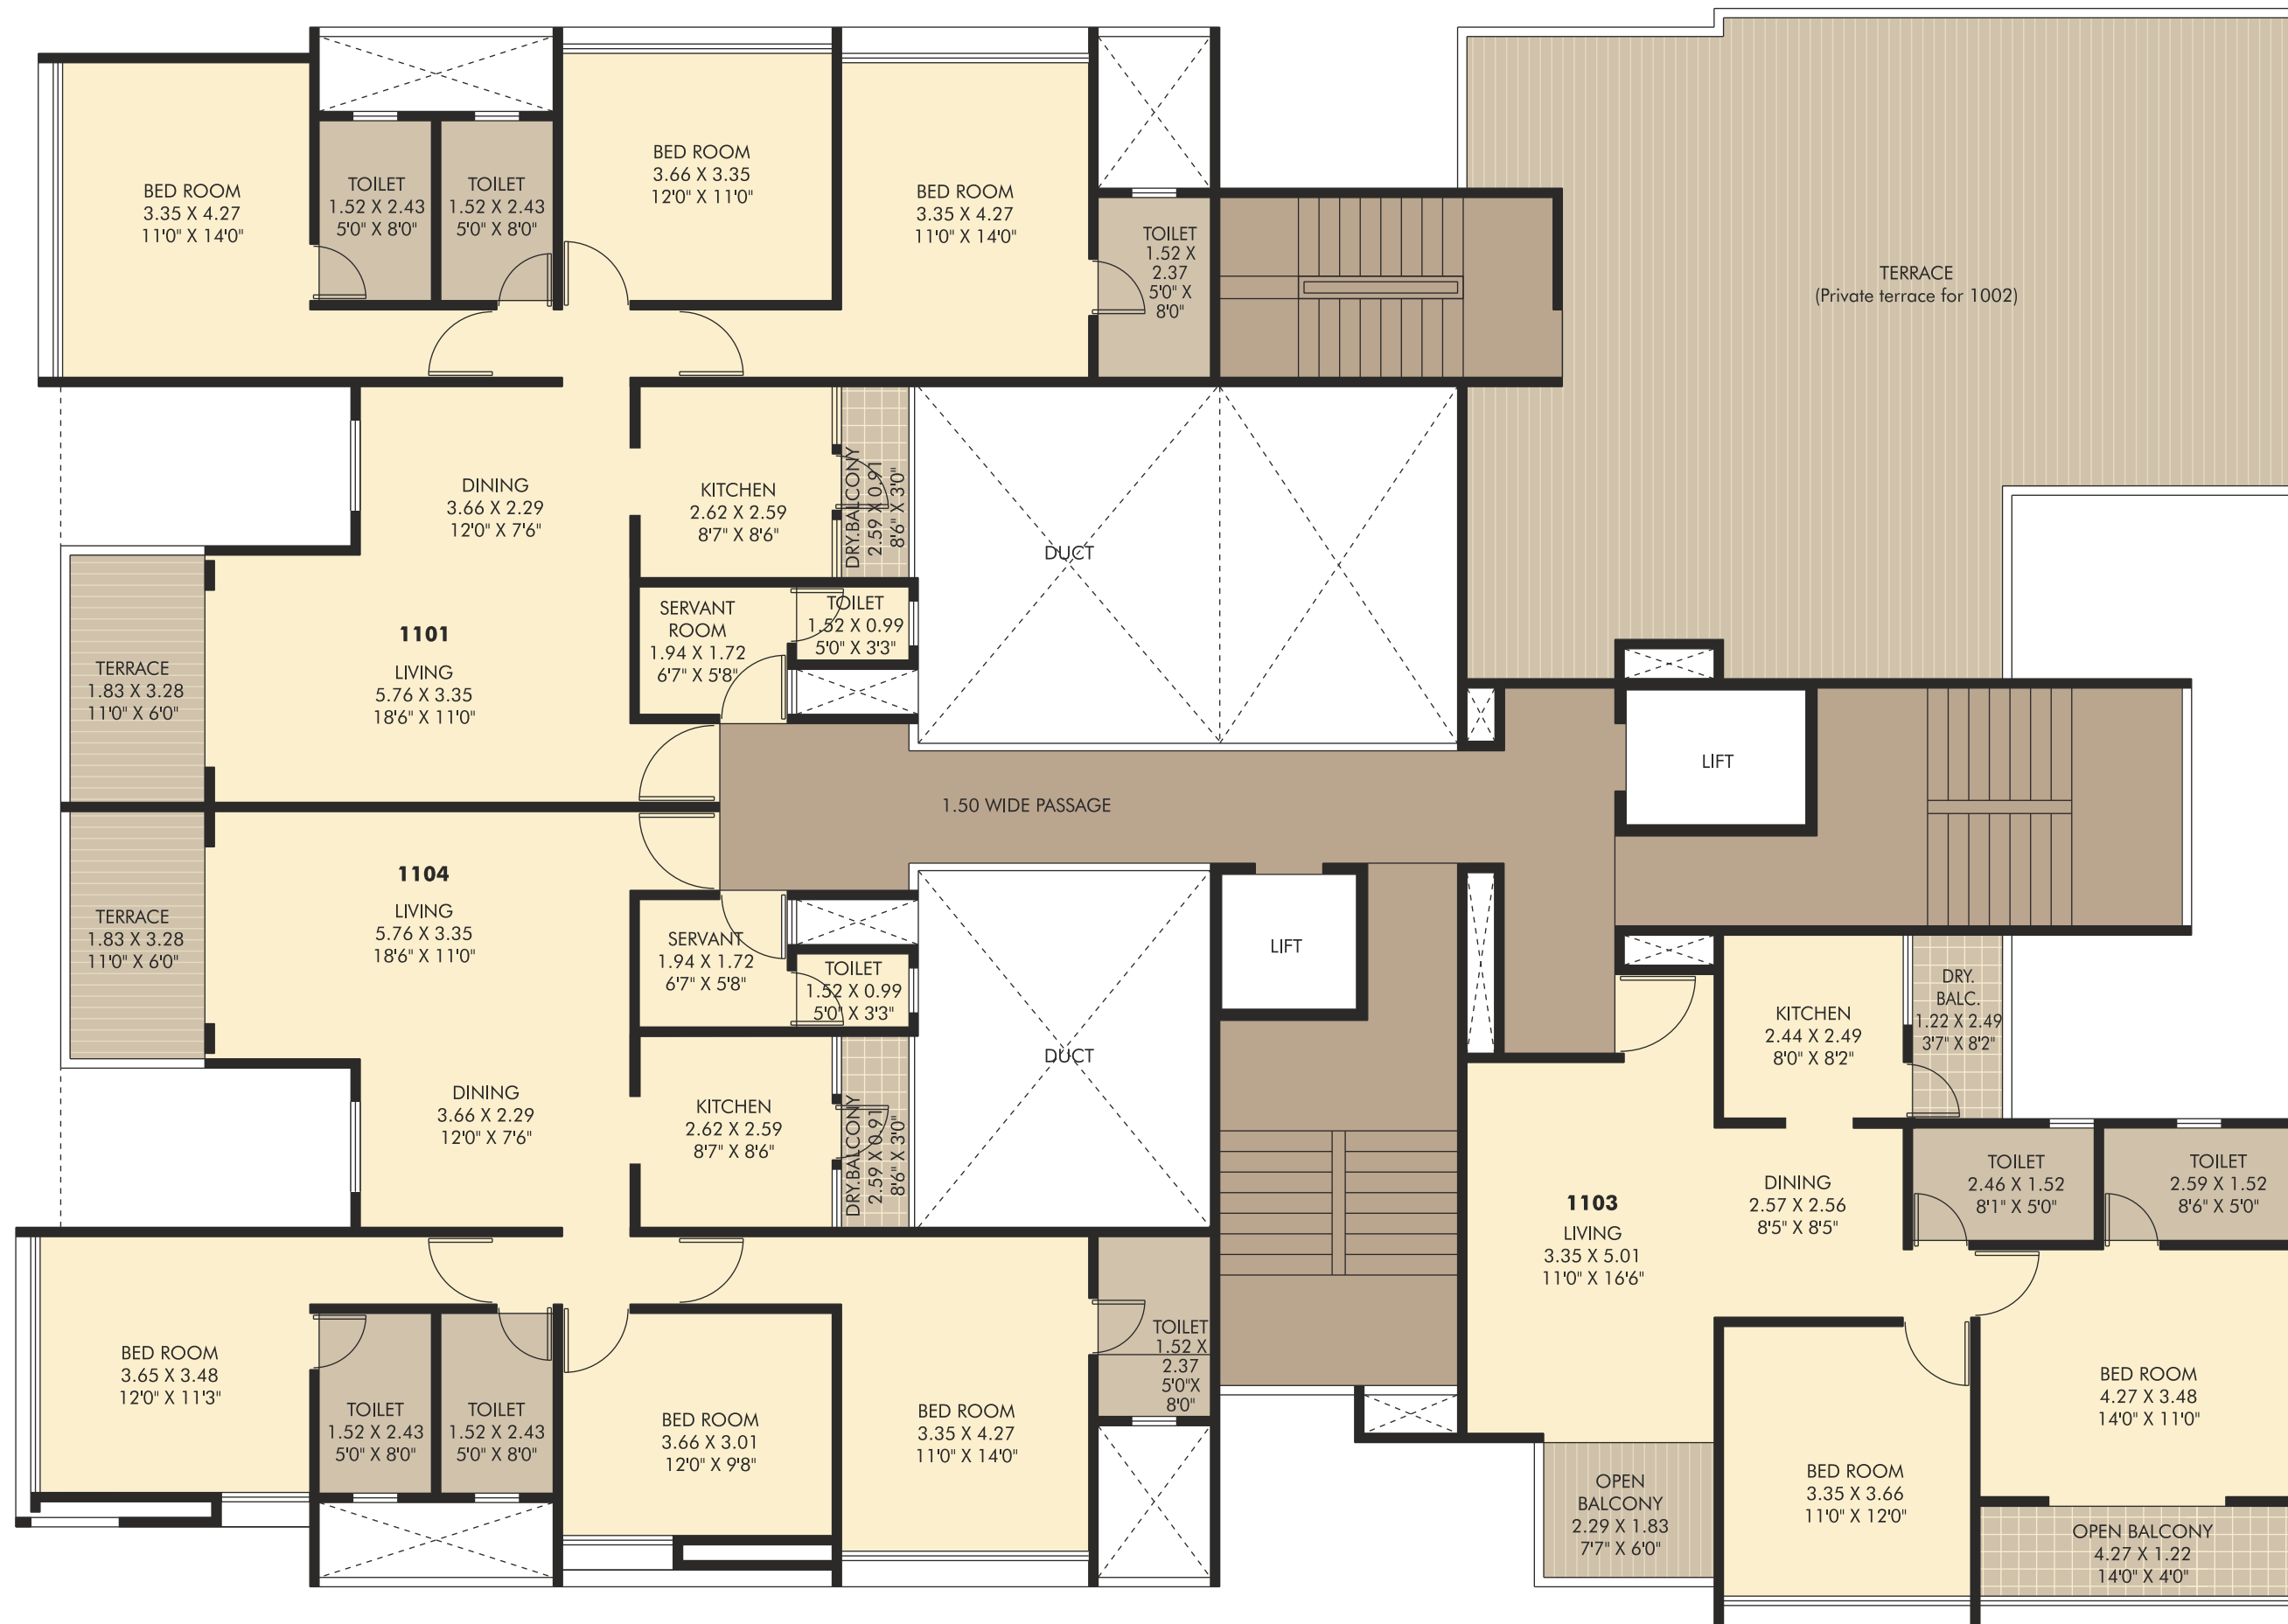 BED ROOM
3.35 X 4.27
11'0" X 14'0"
TOILET
1.52 X 2.43
5'0" X 8'0"
TOILET
1.52 X 2.43
5'0" X 8'0"
BED ROOM
3.66 X 3.35
12'0" X 11'0"
BED ROOM
3.35 X 4.27
11'0" X 14'0"
TOILET
1.52 X
2.37
5'0" X
8'0"
TERRACE
(Private terrace for 1002)
DINING
3.66 X 2.29
12'0" X 7'6"
KITCHEN
2.62 X 2.59
8'7" X 8'6"
DRY.BALCONY
2.59 X 0.91
8'6" X 3'0"
DUCT
1101
LIVING
5.76 X 3.35
18'6" X 11'0"
TERRACE
1.83 X 3.28
11'0" X 6'0"
SERVANT
ROOM
1.94 X 1.72
6'7" X 5'8"
TOILET
1.52 X 0.99
5'0" X 3'3"
LIFT
1.50 WIDE PASSAGE
1104
LIVING
5.76 X 3.35
18'6" X 11'0"
TERRACE
1.83 X 3.28
11'0" X 6'0"
SERVANT
1.94 X 1.72
6'7" X 5'8"
TOILET
1.52 X 0.99
5'0" X 3'3"
LIFT
DUCT
KITCHEN
2.44 X 2.49
8'0" X 8'2"
DRY.
BALC.
1.22 X 2.49
3'7" X 8'2"
DINING
3.66 X 2.29
12'0" X 7'6"
KITCHEN
2.62 X 2.59
8'7" X 8'6"
DRY.BALCONY
2.59 X 0.91
8'6" X 3'0"
1103
LIVING
3.35 X 5.01
11'0" X 16'6"
DINING
2.57 X 2.56
8'5" X 8'5"
TOILET
2.46 X 1.52
8'1" X 5'0"
TOILET
2.59 X 1.52
8'6" X 5'0"
BED ROOM
3.65 X 3.48
12'0" X 11'3"
TOILET
1.52 X 2.43
5'0" X 8'0"
TOILET
1.52 X 2.43
5'0" X 8'0"
BED ROOM
3.66 X 3.01
12'0" X 9'8"
BED ROOM
3.35 X 4.27
11'0" X 14'0"
TOILET
1.52 X
2.37
5'0"X
8'0"
OPEN
BALCONY
2.29 X 1.83
7'7" X 6'0"
BED ROOM
3.35 X 3.66
11'0" X 12'0"
BED ROOM
4.27 X 3.48
14'0" X 11'0"
OPEN BALCONY
4.27 X 1.22
14'0" X 4'0"